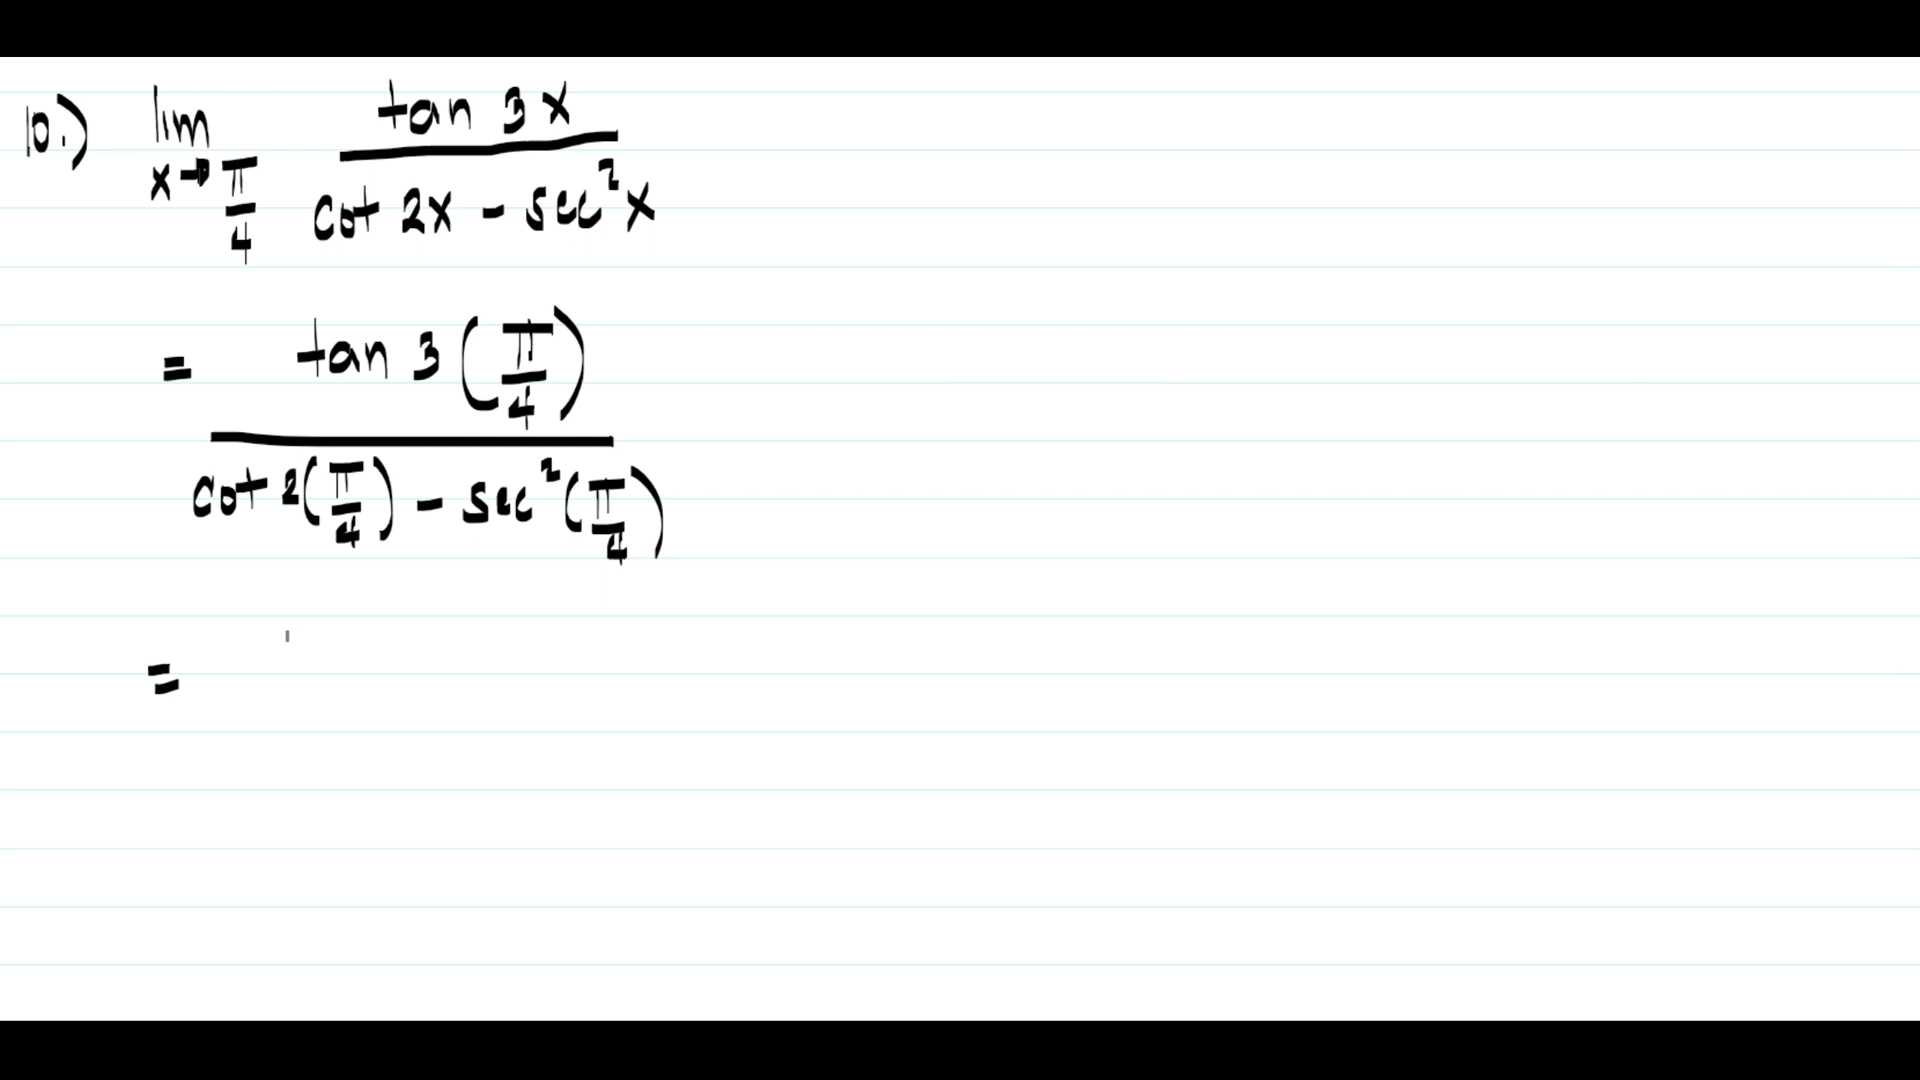 10.) lim x→π/4 tan 3x / cot 2x - sec²x
= tan 3(π/4) / cot 2(π/4) - sec²(π/4)
=